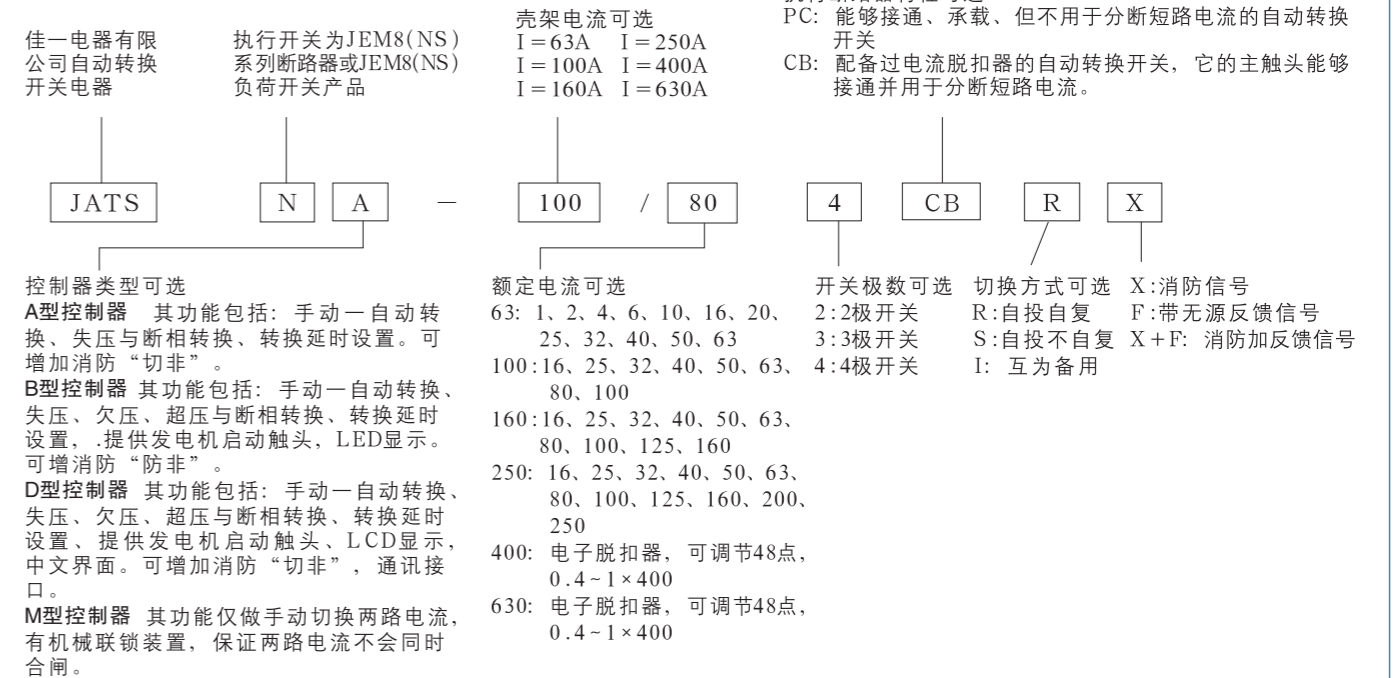 佳一电器有限
公司自动转换
开关电器
执行开关为JEM8(NS)
系列断路器或JEM8(NS)
负荷开关产品
壳架电流可选
I=63A I=250A
I=100A I=400A
I=160A I=630A
PC: 能够接通、承载、但不用于分断短路电流的自动转换
开关
CB: 配备过电流脱扣器的自动转换开关, 它的主触头能够
接通并用于分断短路电流。
JATS N A — 100 / 80 4 CB R X
控制器类型可选
A型控制器 其功能包括: 手动一自动转
换、失压与断相转换、转换延时设置。可
增加消防“切非”。
B型控制器 其功能包括: 手动一自动转换、
失压、欠压、超压与断相转换、转换延时
设置, .提供发电机启动触头, LED显示。
可增消防“防非”。
D型控制器 其功能包括: 手动一自动转换、
失压、欠压、超压与断相转换、转换延时
设置、提供发电机启动触头、LCD显示,
中文界面。可增加消防“切非”, 通讯接
口。
M型控制器 其功能仅做手动切换两路电流,
有机械联锁装置, 保证两路电流不会同时
合闸。
额定电流可选
63: 1、2、4、6、10、16、20、
25、32、40、50、63
100:16、25、32、40、50、63、
80、100
160:16、25、32、40、50、63、
80、100、125、160
250: 16、25、32、40、50、63、
80、100、125、160、200、
250
400: 电子脱扣器, 可调节48点,
0.4~1×400
630: 电子脱扣器, 可调节48点,
0.4~1×400
开关极数可选
2:2极开关
3:3极开关
4:4极开关
切换方式可选
R:自投自复
S:自投不自复
I: 互为备用
X:消防信号
F:带无源反馈信号
X+F: 消防加反馈信号